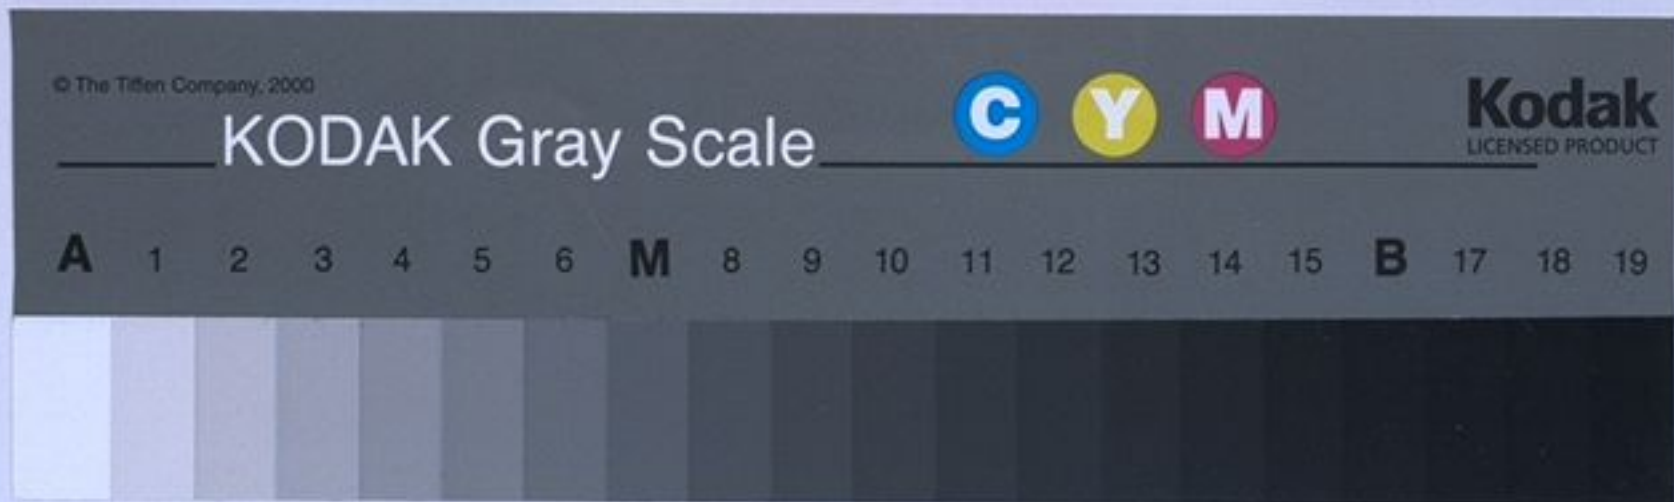 © The Tiffen Company, 2000
KODAK Gray Scale
C Y M
Kodak
LICENSED PRODUCT
A 1 2 3 4 5 6 M 8 9 10 11 12 13 14 15 B 17 18 19